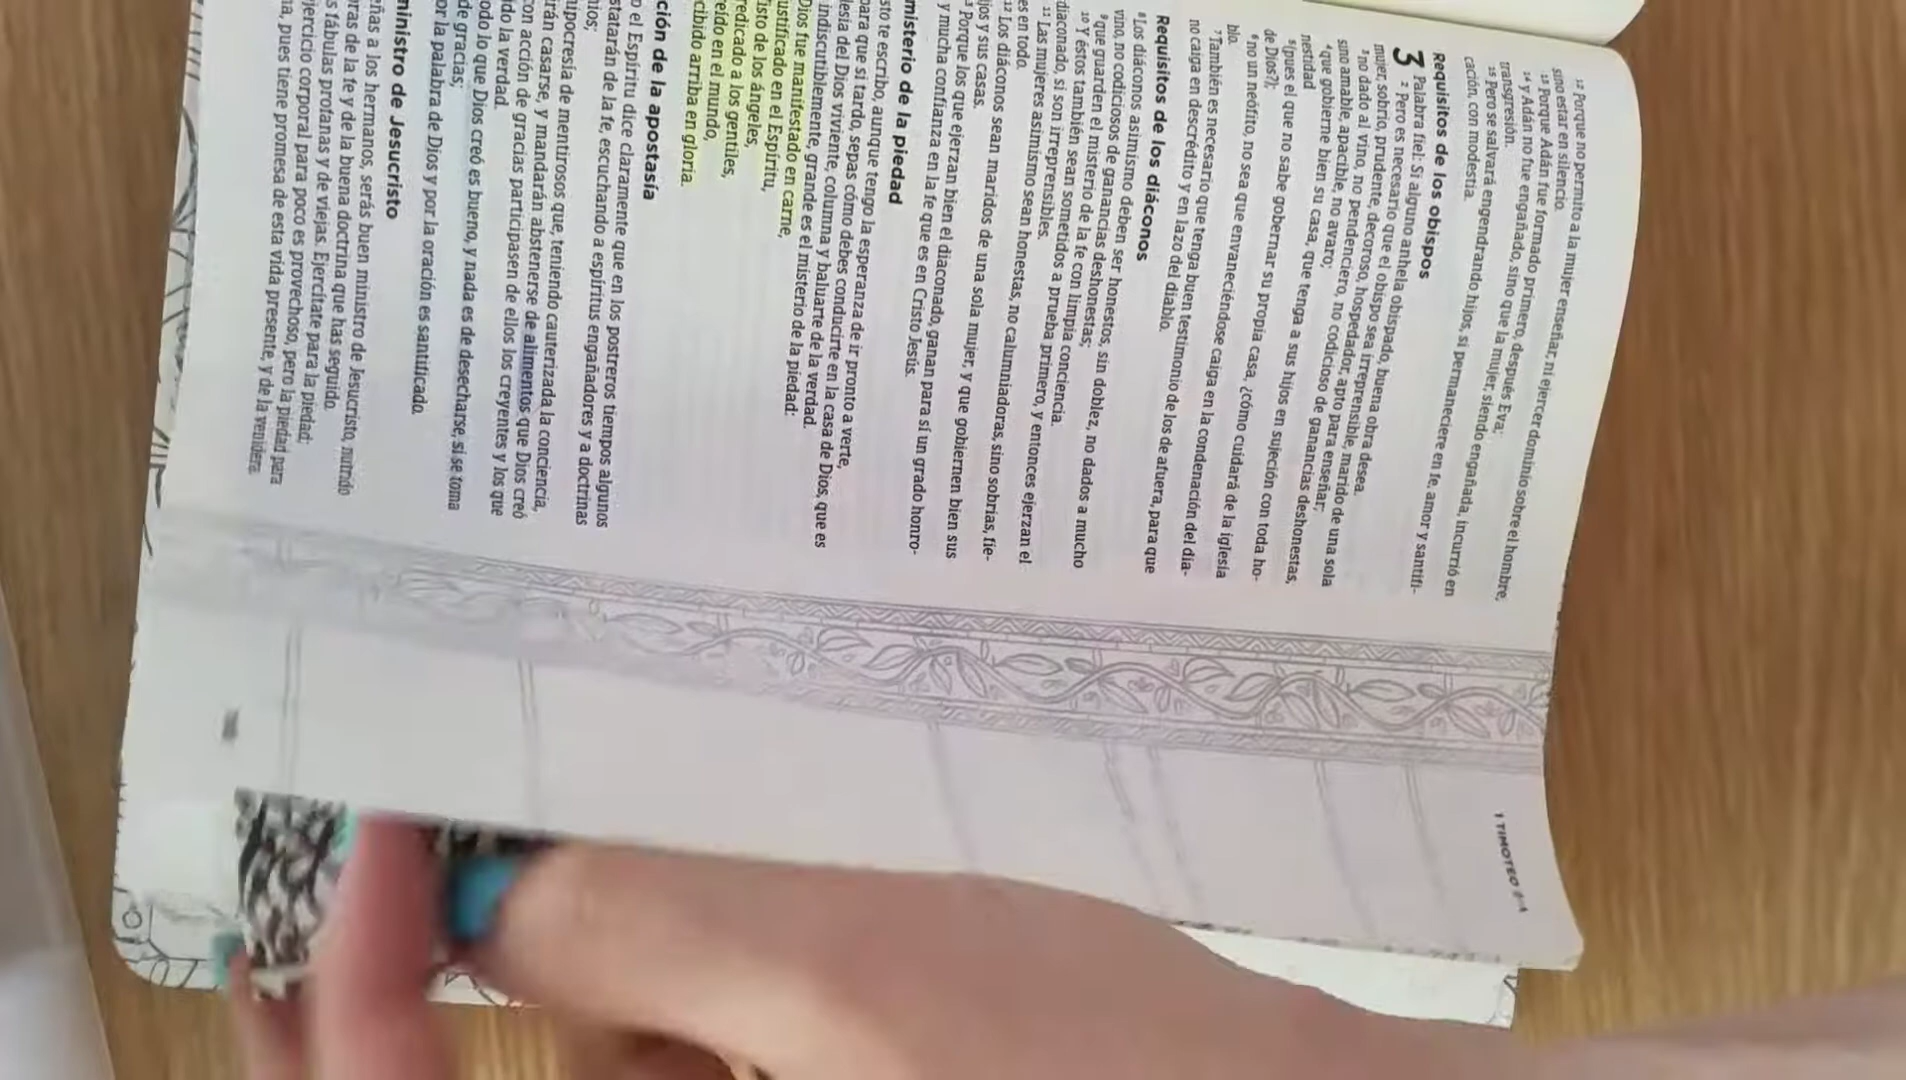 1 TIMOTEO 2-4
12 Porque no permito a la mujer enseñar, ni ejercer dominio sobre el hombre,
sino estar en silencio.
13 Porque Adán fue formado primero, después Eva;
14 y Adán no fue engañado, sino que la mujer, siendo engañada, incurrió en
transgresión.
15 Pero se salvará engendrando hijos, si permaneciere en fe, amor y santifi-
cación, con modestia.
Requisitos de los obispos
3 Palabra fiel: Si alguno anhela obispado, buena obra desea.
2 Pero es necesario que el obispo sea irreprensible, marido de una sola
mujer, sobrio, prudente, decoroso, hospedador, apto para enseñar;
3 no dado al vino, no pendenciero, no codicioso de ganancias deshonestas,
sino amable, apacible, no avaro;
4 que gobierne bien su casa, que tenga a sus hijos en sujeción con toda ho-
nestidad
5 (pues el que no sabe gobernar su propia casa, ¿cómo cuidará de la iglesia
de Dios?);
6 no un neófito, no sea que envaneciéndose caiga en la condenación del dia-
blo.
7 También es necesario que tenga buen testimonio de los de afuera, para que
no caiga en descrédito y en lazo del diablo.
Requisitos de los diáconos
8 Los diáconos asimismo deben ser honestos, sin doblez, no dados a mucho
vino, no codiciosos de ganancias deshonestas;
9 que guarden el misterio de la fe con limpia conciencia.
10 Y éstos también sean sometidos a prueba primero, y entonces ejerzan el
diaconado, si son irreprensibles.
11 Las mujeres asimismo sean honestas, no calumniadoras, sino sobrias, fie-
es en todo.
12 Los diáconos sean maridos de una sola mujer, y que gobiernen bien sus
jos y sus casas.
3 Porque los que ejerzan bien el diaconado, ganan para sí un grado honro-
y mucha confianza en la fe que es en Cristo Jesús.
misterio de la piedad
sto te escribo, aunque tengo la esperanza de ir pronto a verte,
para que si tardo, sepas cómo debes conducirte en la casa de Dios, que es
lesia del Dios viviente, columna y baluarte de la verdad.
indiscutiblemente, grande es el misterio de la piedad:
Dios fue manifestado en carne,
ustificado en el Espíritu,
isto de los ángeles,
redicado a los gentiles,
reído en el mundo,
cibido arriba en gloria.
ción de la apostasía
o el Espíritu dice claramente que en los postreros tiempos algunos
statarán de la fe, escuchando a espíritus engañadores y a doctrinas
nios;
pocresía de mentirosos que, teniendo cauterizada la conciencia,
rán casarse, y mandarán abstenerse de alimentos que Dios creó
con acción de gracias participasen de ellos los creyentes y los que
ido la verdad.
odo lo que Dios creó es bueno, y nada es de desecharse, si se toma
de gracias;
or la palabra de Dios y por la oración es santificado.
ministro de Jesucristo
eñas a los hermanos, serás buen ministro de Jesucristo, nutrido
bras de la fe y de la buena doctrina que has seguido.
s fábulas profanas y de viejas. Ejercítate para la piedad;
jercicio corporal para poco es provechoso, pero la piedad para
na, pues tiene promesa de esta vida presente, y de la venidera.